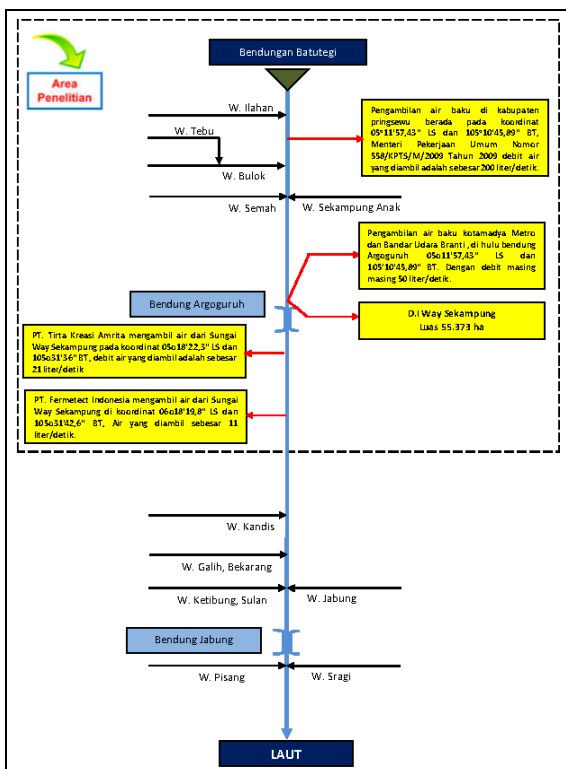 Bendungan Batutegi
Area
Penelitian
W. Ilahan
W. Tebu
W. Bulok
W. Semah
W. Sekampung Anak
Pengambilan air baku di kabupaten
pringsewu berada pada koordinat
05°11'57,43" LS dan 105°10'45,89" BT,
Menteri Pekerjaan Umum Nomor
558/KPTS/M/2009 Tahun 2009 debit air
yang diambil adalah sebesar 200 liter/detik.
Pengambilan air baku kotamadya Metro
dan Bandar Udara Branti , di hulu bendung
Argoguruh 05o11'57,43" LS dan
105'10'45,89" BT. Dengan debit masing
masing 50 liter/detik.
Bendung Argoguruh
D.I Way Sekampung
Luas 55.373 ha
PT. Tirta Kreasi Amrita mengambil air dari Sungai
Way Sekampung pada koordinat 05o18'22,3" LS dan
105o31'36" BT, debit air yang diambil adalah sebesar
21 liter/detik
PT. Fermetect Indonesia mengambil air dari Sungai
Way Sekampung di koordinat 06o18'19,8" LS dan
105o31'42,6" BT, Air yang diambil sebesar 11
liter/detik.
W. Kandis
W. Galih, Bekarang
W. Ketibung, Sulan
W. Jabung
Bendung Jabung
W. Pisang
W. Sragi
LAUT